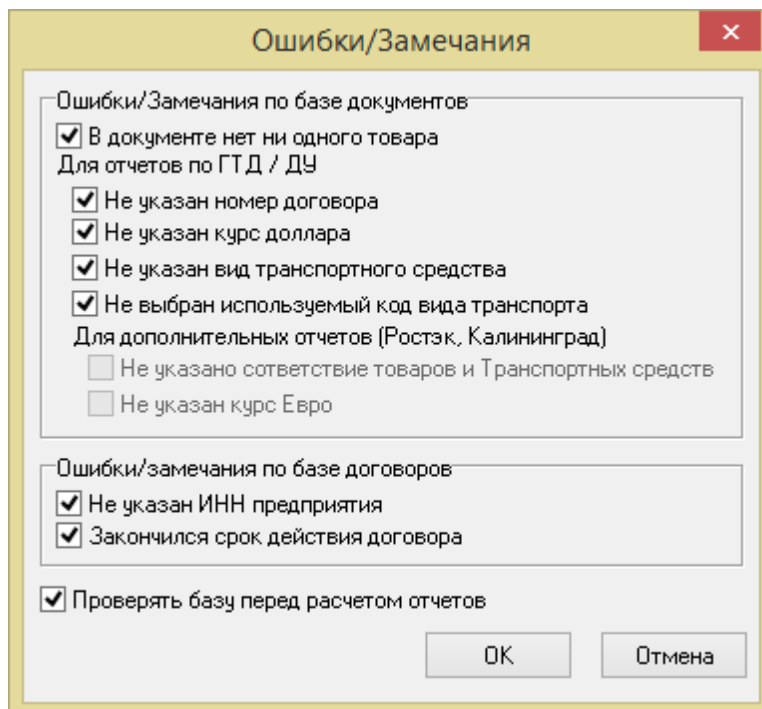 Ошибки/Замечания
Ошибки/Замечания по базе документов
В документе нет ни одного товара
Для отчетов по ГТД / ДУ
Не указан номер договора
Не указан курс доллара
Не указан вид транспортного средства
Не выбран используемый код вида транспорта
Для дополнительных отчетов (Ростэк, Калининград)
Не указано сответствие товаров и Транспортных средств
Не указан курс Евро
Ошибки/замечания по базе договоров
Не указан ИНН предприятия
Закончился срок действия договора
Проверять базу перед расчетом отчетов
OK
Отмена